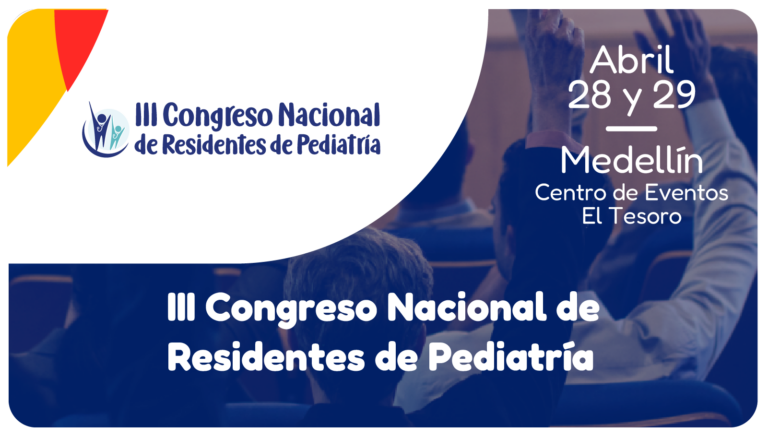 III Congreso Nacional
de Residentes de Pediatría
Abril
28 y 29
Medellín
Centro de Eventos
El Tesoro
III Congreso Nacional de
Residentes de Pediatría